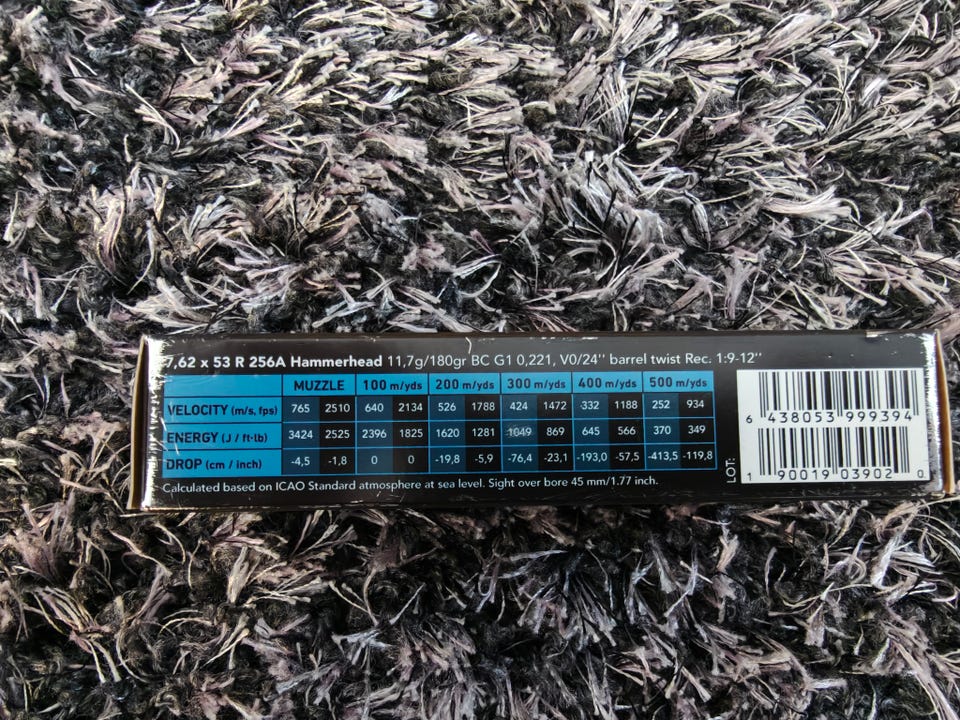 7,62 x 53 R 256A Hammerhead 11,7g/180gr BC G1 0,221, V0/24'' barrel twist Rec. 1:9-12''
MUZZLE 100 m/yds 200 m/yds 300 m/yds 400 m/yds 500 m/yds
VELOCITY (m/s, fps) 765 2510 640 2134 526 1788 424 1472 332 1188 252 934
ENERGY (J / ft·lb) 3424 2525 2396 1825 1620 1281 1049 869 645 566 370 349
DROP (cm / inch) -4,5 -1,8 0 0 -19,8 -5,9 -76,4 -23,1 -193,0 -57,5 -413,5 -119,8
Calculated based on ICAO Standard atmosphere at sea level. Sight over bore 45 mm/1.77 inch.
LOT:
6 438053 999394
1 90019 03902 0